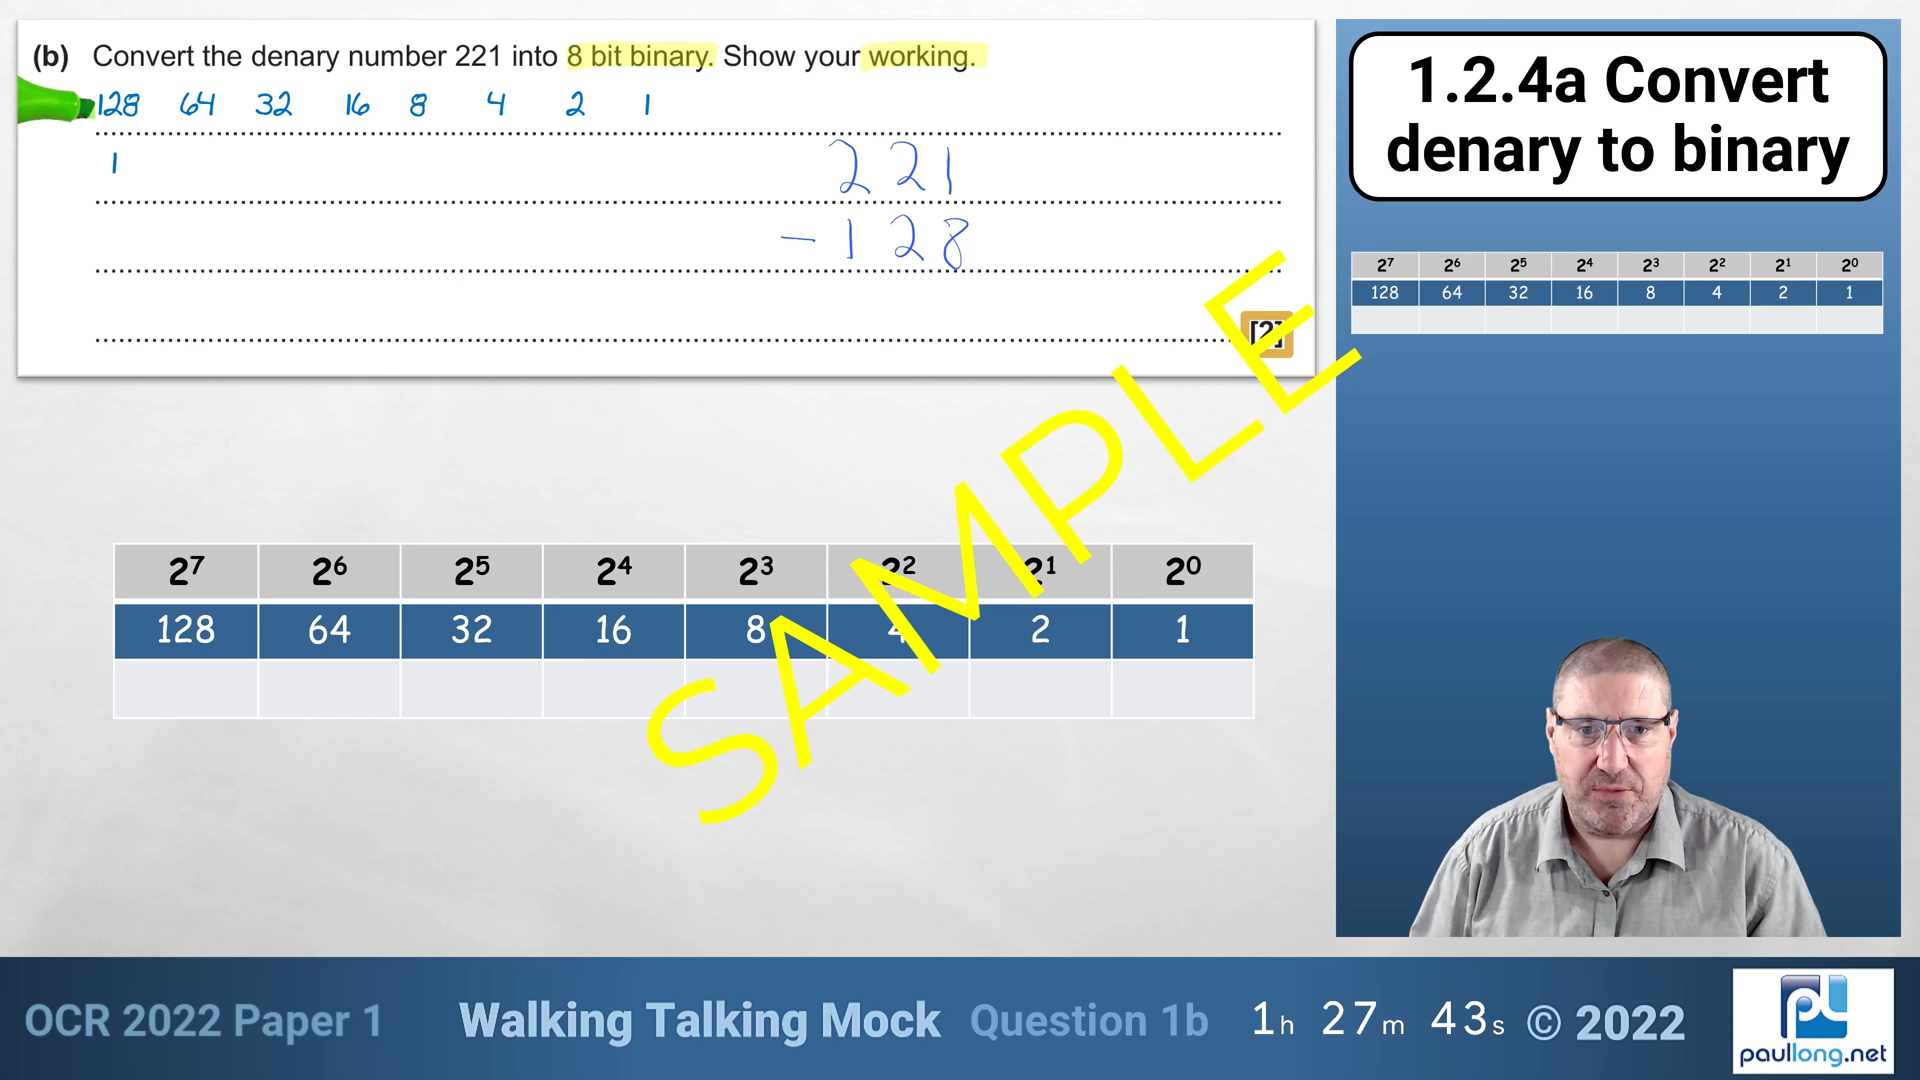 (b) Convert the denary number 221 into 8 bit binary. Show your working.
128 64 32 16 8 4 2 1
1
221
- 128
[2]
1.2.4a Convert
denary to binary
2⁷ 2⁶ 2⁵ 2⁴ 2³ 2² 2¹ 2⁰
128 64 32 16 8 4 2 1
2⁷ 2⁶ 2⁵ 2⁴ 2³ 2² 2¹ 2⁰
128 64 32 16 8 4 2 1
SAMPLE
OCR 2022 Paper 1 Walking Talking Mock Question 1b 1h 27m 43s © 2022
pl
paullong.net